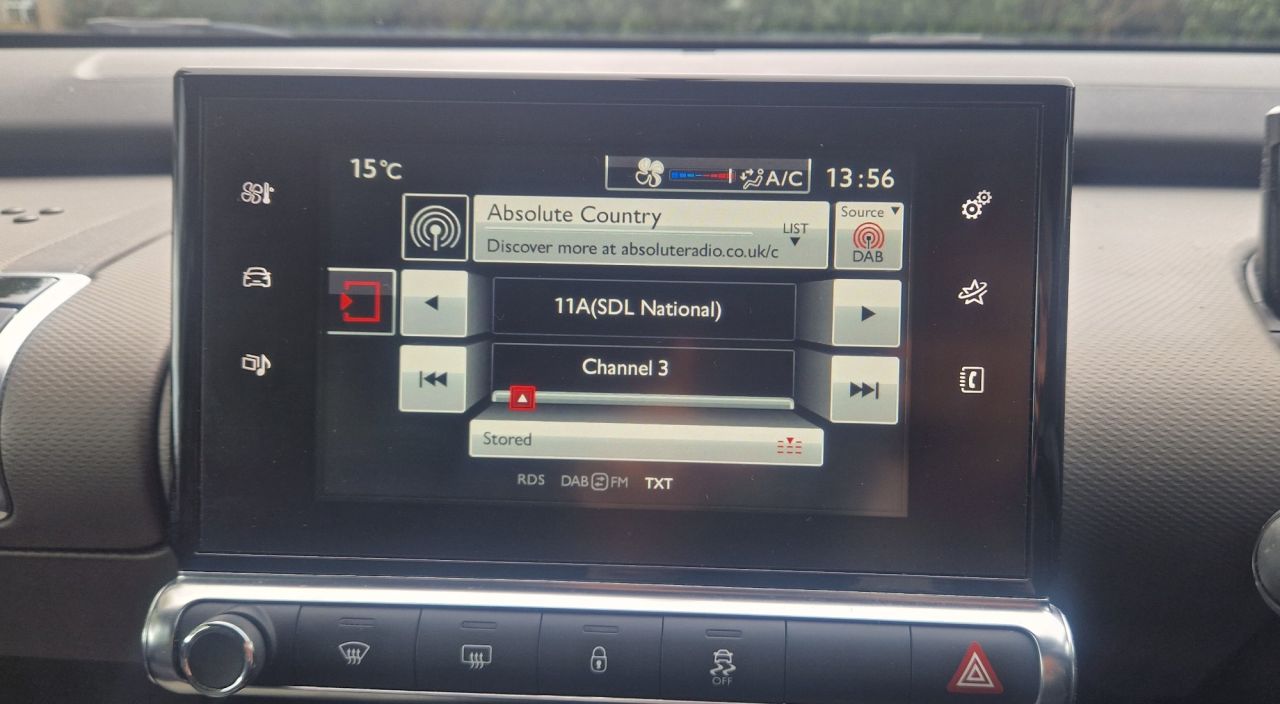 15°C
A/C
13:56
Absolute Country
Discover more at absoluteradio.co.uk/c
LIST
Source
DAB
11A(SDL National)
Channel 3
Stored
RDS DAB FM TXT
OFF